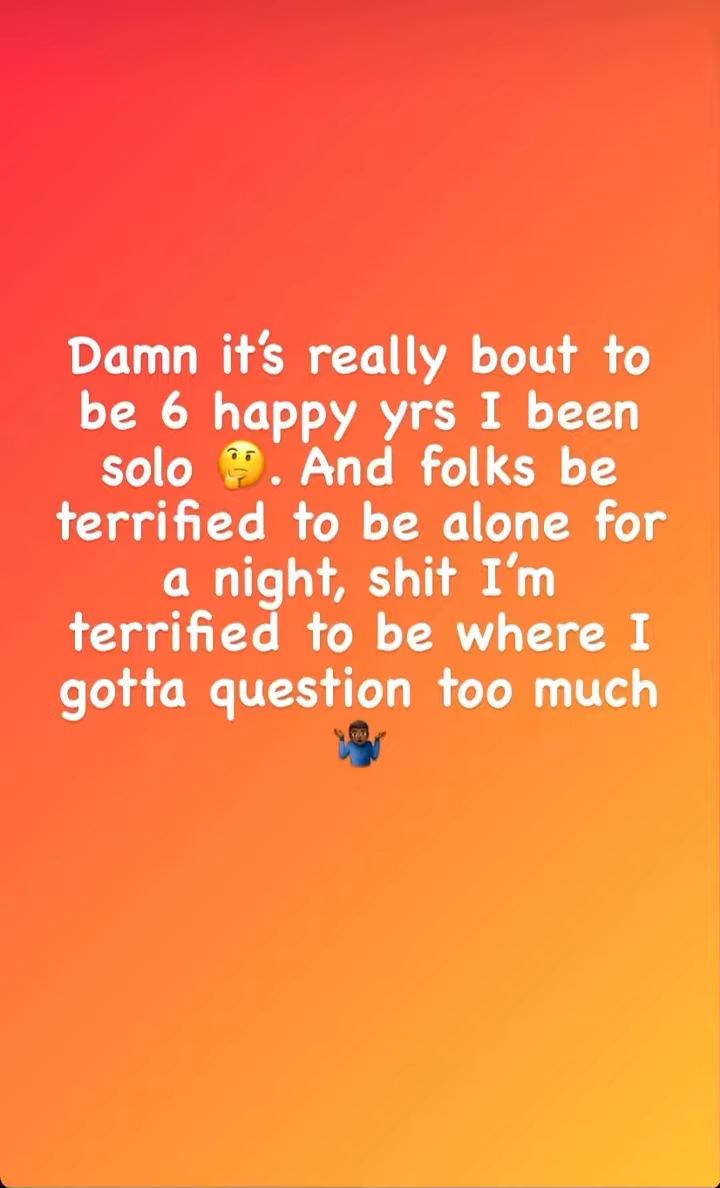 Damn it's really bout to
be 6 happy yrs I been
solo 🤔. And folks be
terrified to be alone for
a night, shit I'm
terrified to be where I
gotta question too much
🤷🏿‍♂️